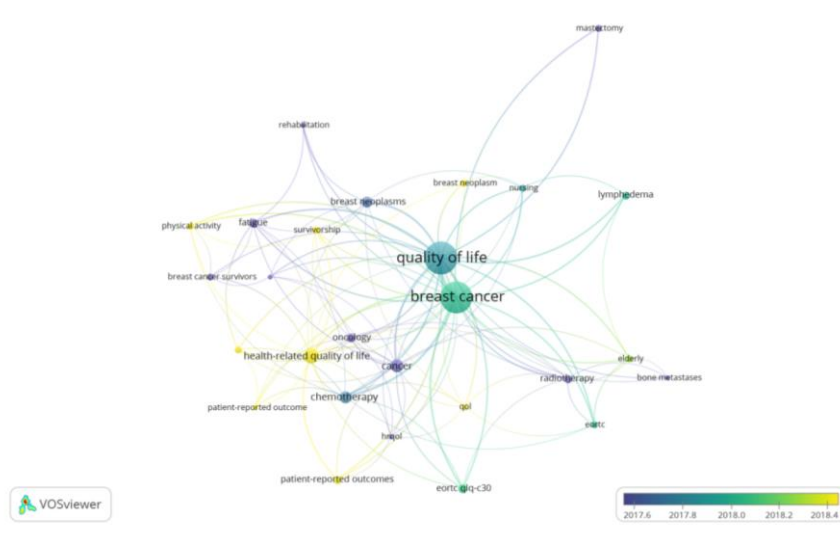 mastectomy
rehabilitation
breast neoplasm
nursing
lymphedema
breast neoplasms
physical activity
fatigue
survivorship
quality of life
breast cancer survivors
breast cancer
oncology
health-related quality of life
cancer
elderly
radiotherapy
bone metastases
chemotherapy
patient-reported outcome
qol
eortc
hrqol
patient-reported outcomes
eortc qlq-c30
VOSviewer
2017.6 2017.8 2018.0 2018.2 2018.4